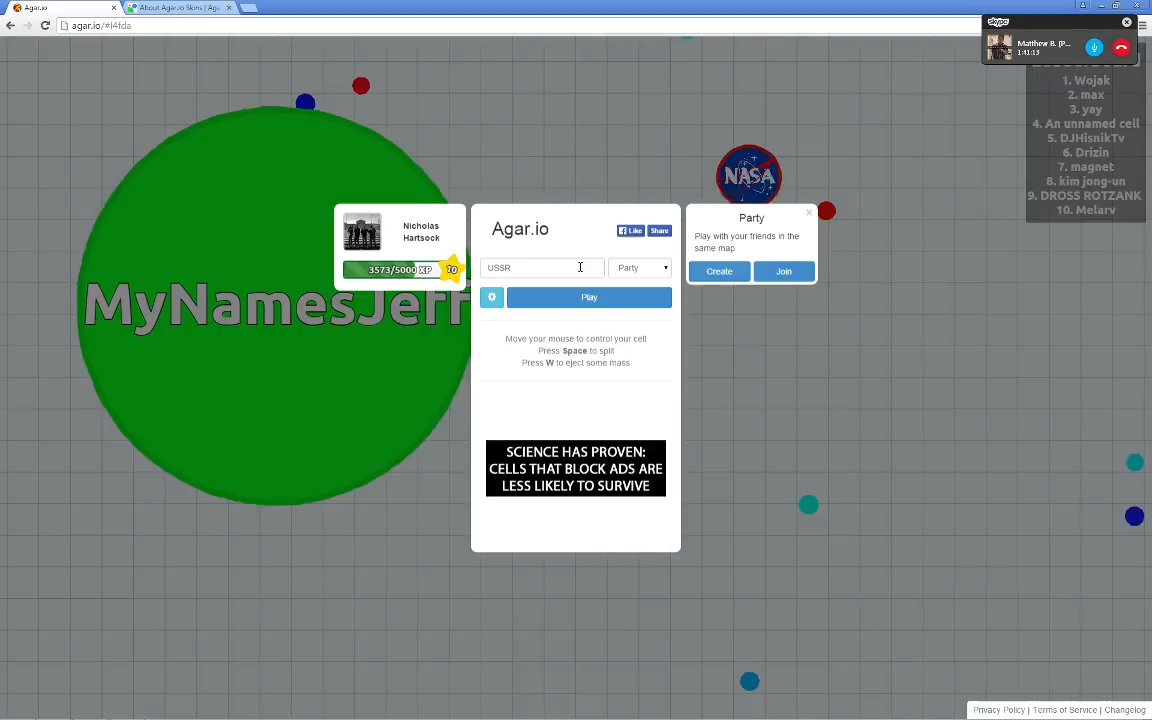 Agar.io
About Agar.io Skins | Aga
agar.io/#l4fda
skype
Matthew B. (P...
1:41:13
1. Wojak
2. max
3. yay
4. An unnamed cell
5. DJHisnikTv
6. Drizin
7. magnet
8. kim jong-un
9. DROSS ROTZANK
10. Melarv
NASA
MyNamesJeff
Nicholas
Hartsock
3573/5000 XP
10
Agar.io
Like
Share
USSR
Party
Play
Move your mouse to control your cell
Press Space to split
Press W to eject some mass
SCIENCE HAS PROVEN:
CELLS THAT BLOCK ADS ARE
LESS LIKELY TO SURVIVE
Party
Play with your friends in the
same map
Create
Join
Privacy Policy | Terms of Service | Changelog